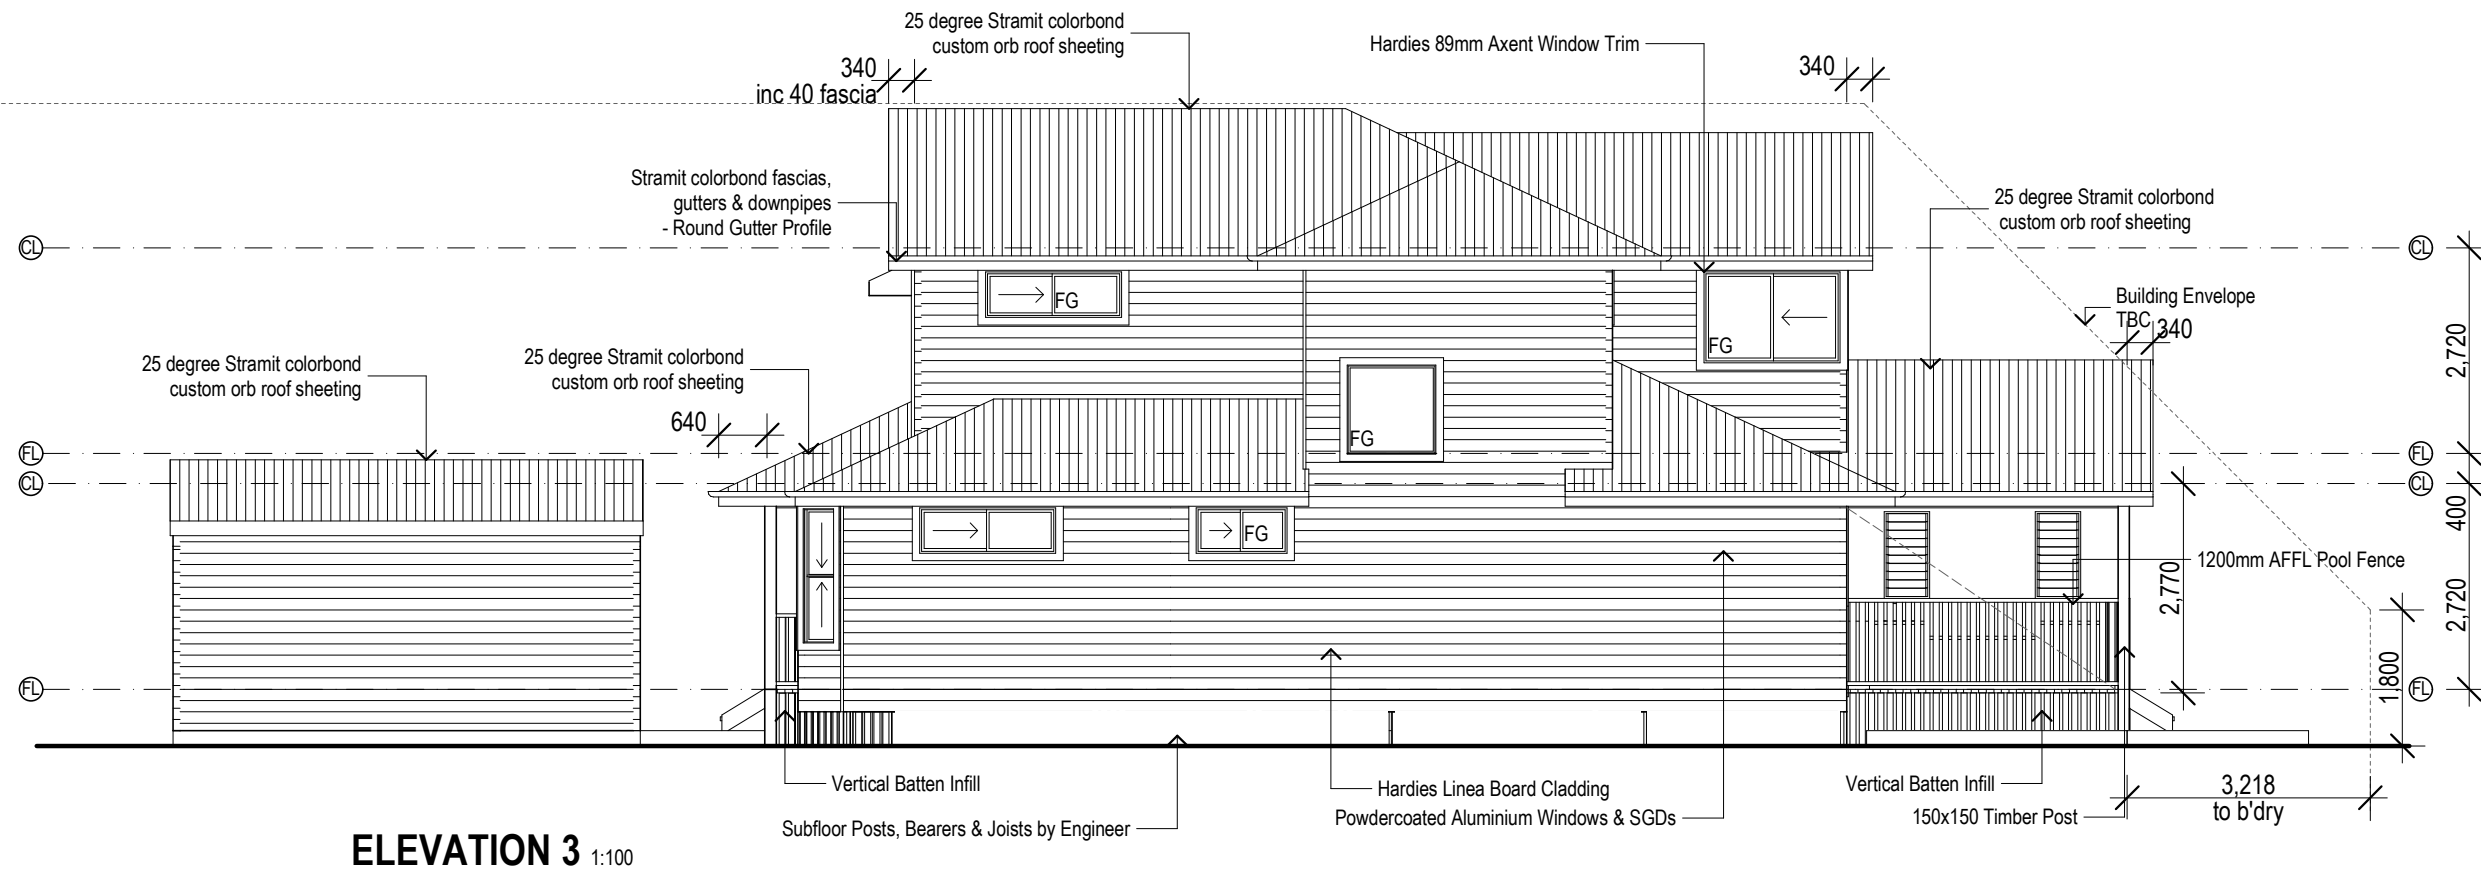 25 degree Stramit colorbond
custom orb roof sheeting
Hardies 89mm Axent Window Trim
340
inc 40 fascia
340
Stramit colorbond fascias,
gutters & downpipes
- Round Gutter Profile
25 degree Stramit colorbond
custom orb roof sheeting
CL
CL
Building Envelope
TBC
340
2,720
FG
FG
25 degree Stramit colorbond
custom orb roof sheeting
25 degree Stramit colorbond
custom orb roof sheeting
640
FG
FL
FL
CL
CL
400
FG
1200mm AFFL Pool Fence
2,770
2,720
1,800
FL
FL
Vertical Batten Infill
Hardies Linea Board Cladding
Vertical Batten Infill
3,218
to b'dry
Subfloor Posts, Bearers & Joists by Engineer
Powdercoated Aluminium Windows & SGDs
150x150 Timber Post
ELEVATION 3 1:100